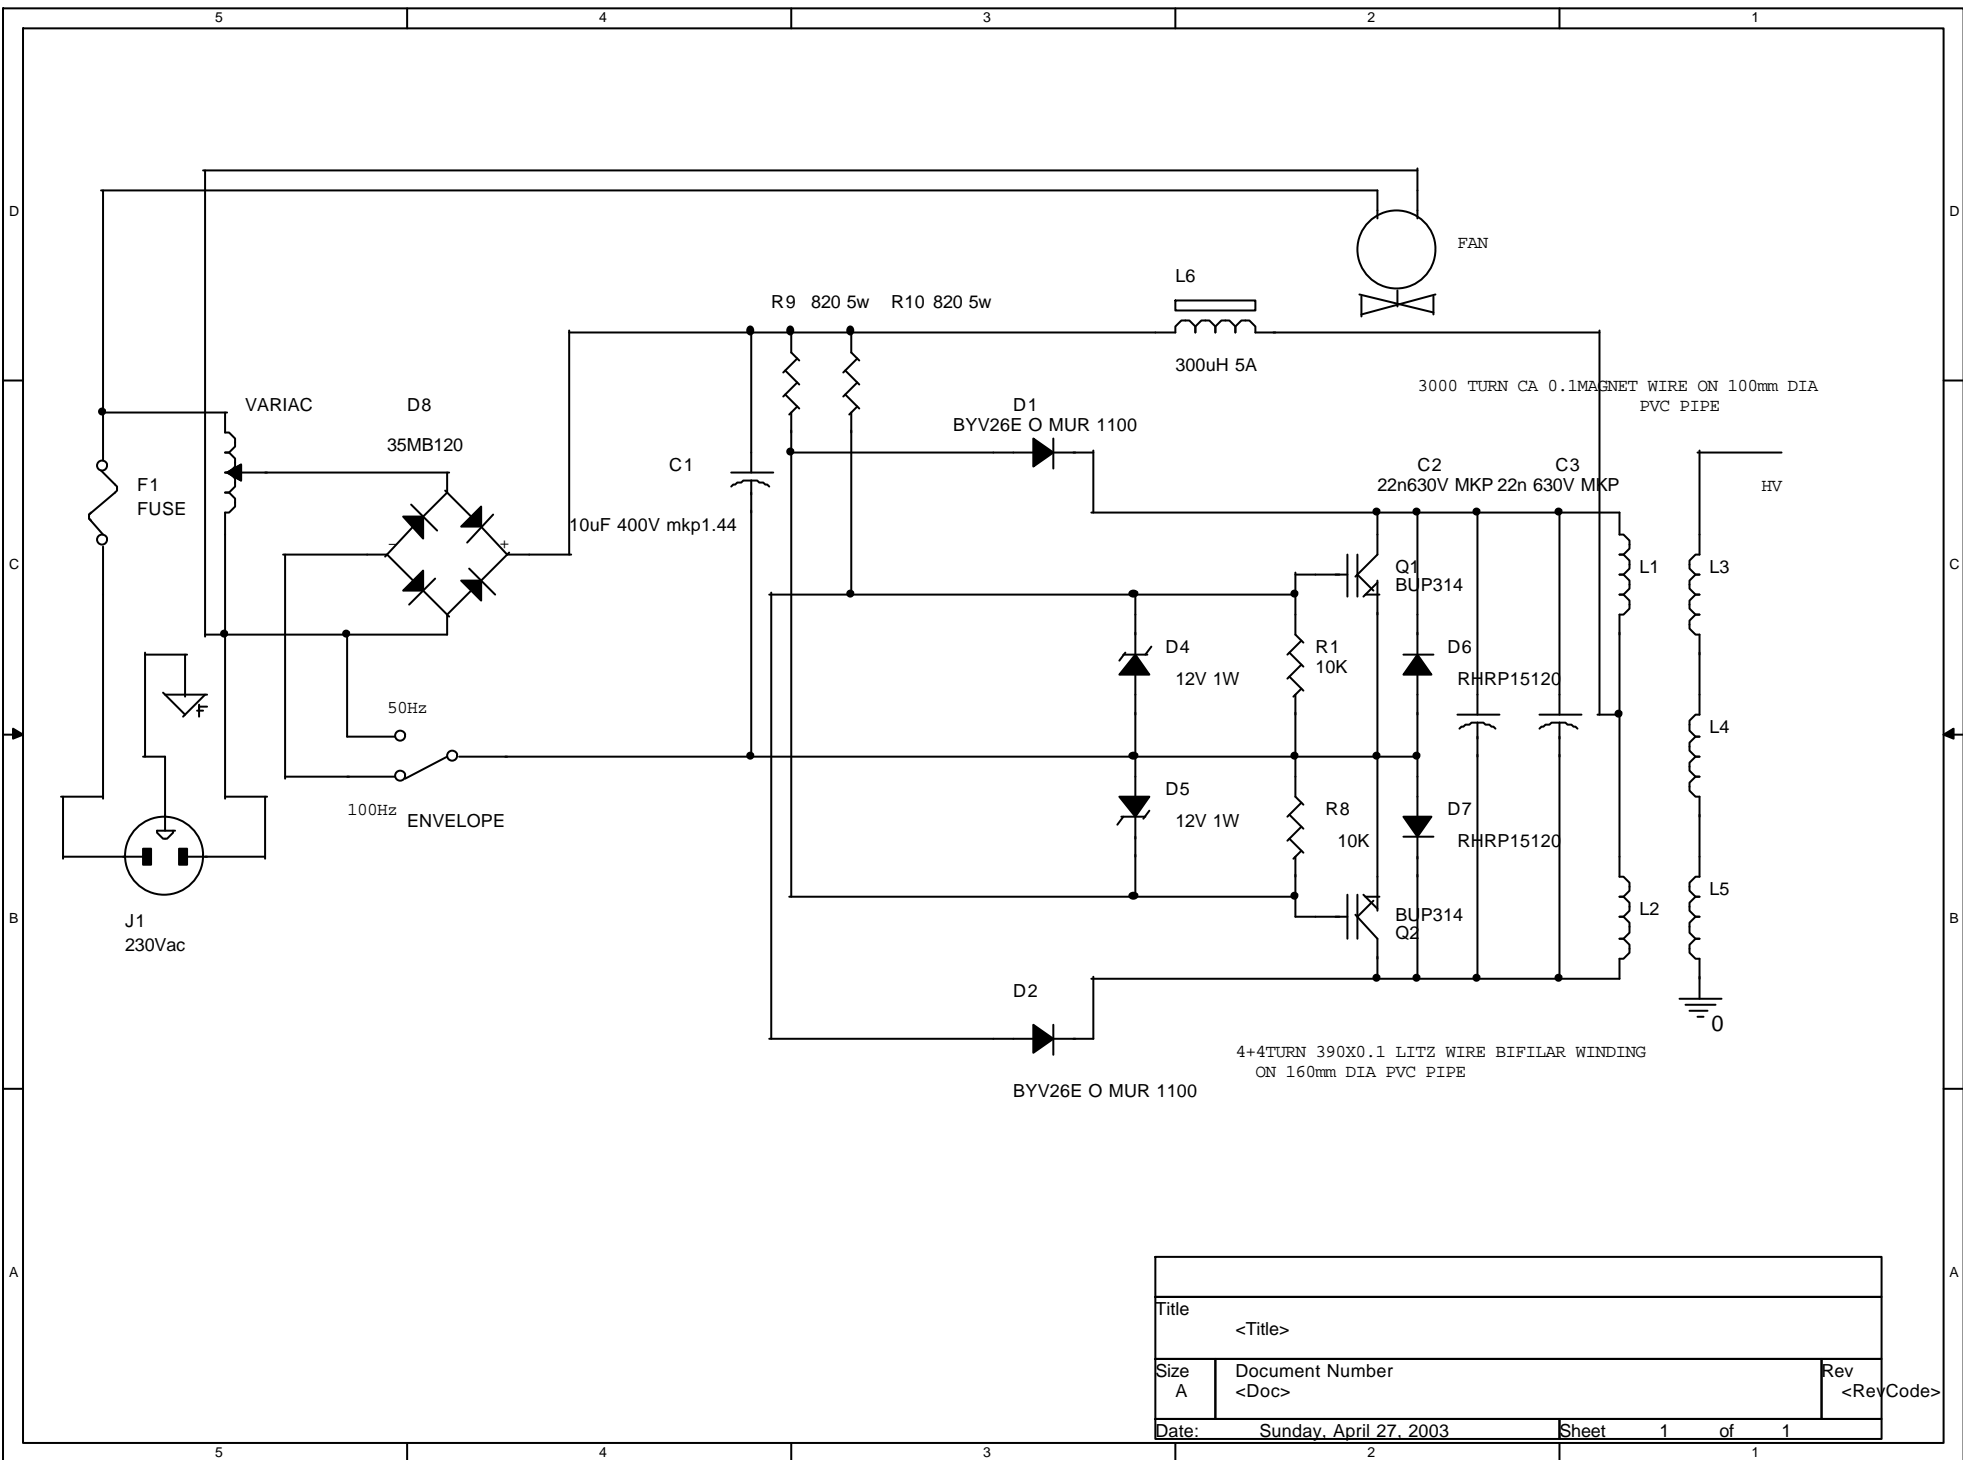 5 4 3 2 1
D D
FAN
L6
R9 820 5w R10 820 5w
300uH 5A
3000 TURN CA 0.1MAGNET WIRE ON 100mm DIA
PVC PIPE
VARIAC D8
35MB120
D1
BYV26E O MUR 1100
C1
10uF 400V mkp1.44
F1
FUSE
C2 C3
22n630V MKP 22n 630V MKP
HV
- +
C C
Q1
BUP314
L1 L3
D4
12V 1W
R1
10K
D6
RHRP15120
F
50Hz
L4
100Hz ENVELOPE
D5
12V 1W
R8
10K
D7
RHRP15120
L5
L2
B B
J1
230Vac
BUP314
Q2
D2
0
BYV26E O MUR 1100
4+4TURN 390X0.1 LITZ WIRE BIFILAR WINDING
ON 160mm DIA PVC PIPE
A A
Title
<Title>
Size Document Number Rev
A <Doc> <RevCode>
Date: Sunday, April 27, 2003 Sheet 1 of 1
5 4 3 2 1